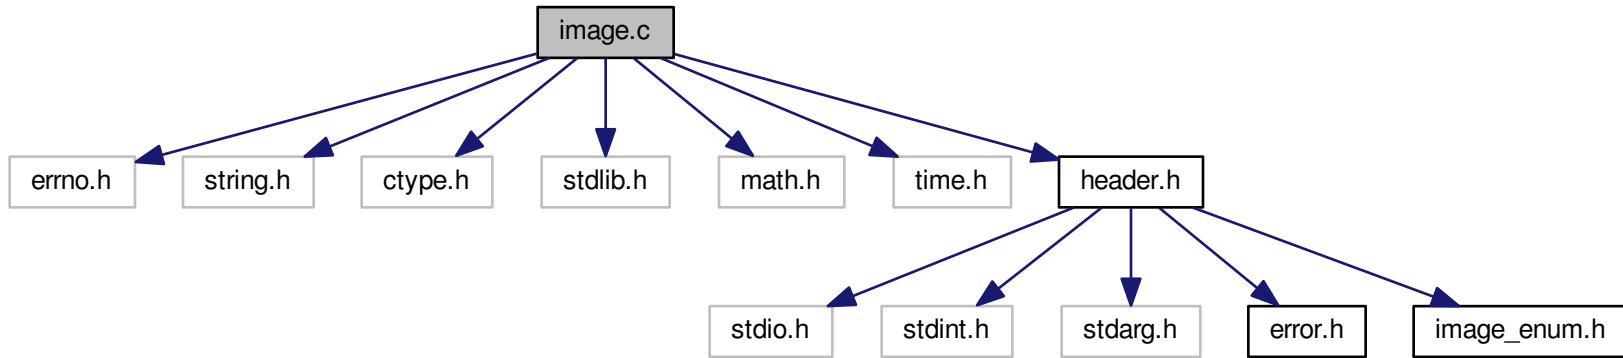 image.c
errno.h
string.h
ctype.h
stdlib.h
math.h
time.h
header.h
stdio.h
stdint.h
stdarg.h
error.h
image_enum.h